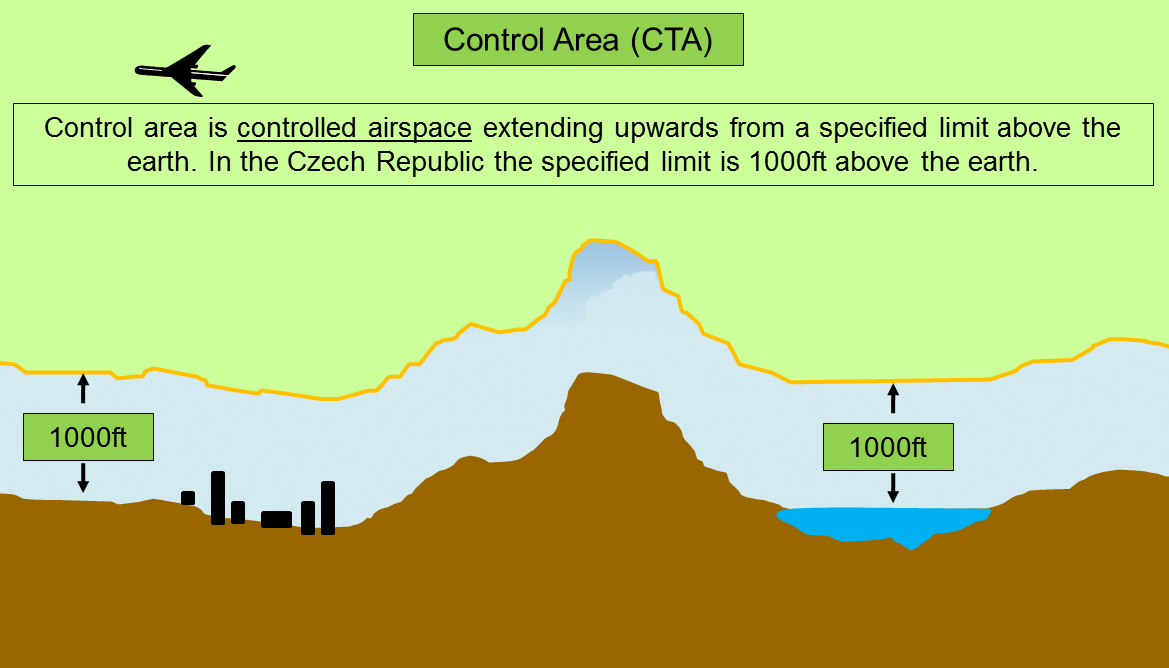 Control Area (CTA)
Control area is controlled airspace extending upwards from a specified limit above the
earth. In the Czech Republic the specified limit is 1000ft above the earth.
1000ft
1000ft